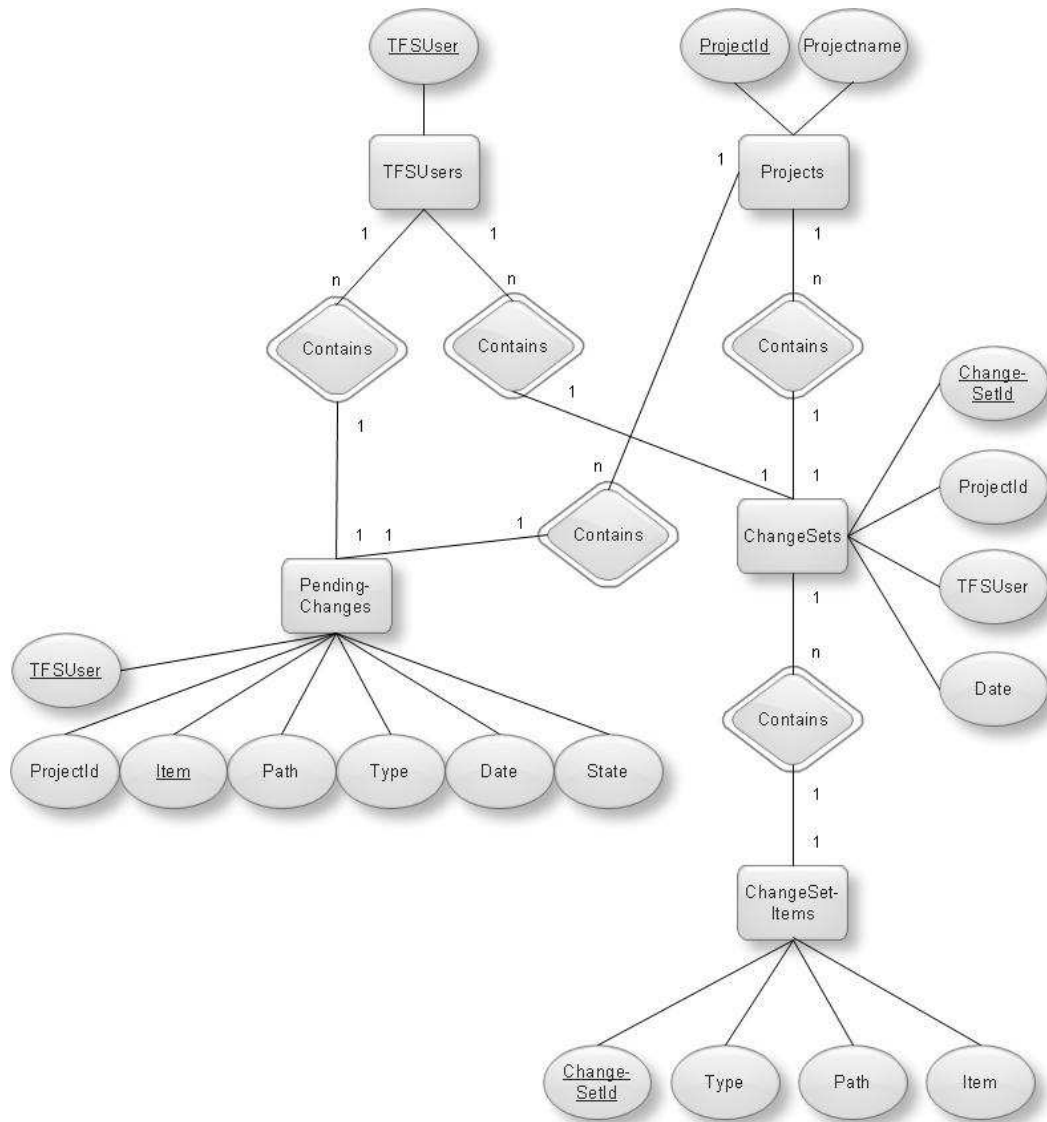 TFSUser
ProjectId
Projectname
TFSUsers
Projects
1
1
1
1
n
n
n
Contains
Contains
Contains
Change-
SetId
1
1
1
n
ProjectId
1
1
1
1
1
Contains
ChangeSets
Pending-
Changes
TFSUser
1
TFSUser
n
Date
Contains
ProjectId
Item
Path
Type
Date
State
1
1
ChangeSet-
Items
Change-
SetId
Type
Path
Item